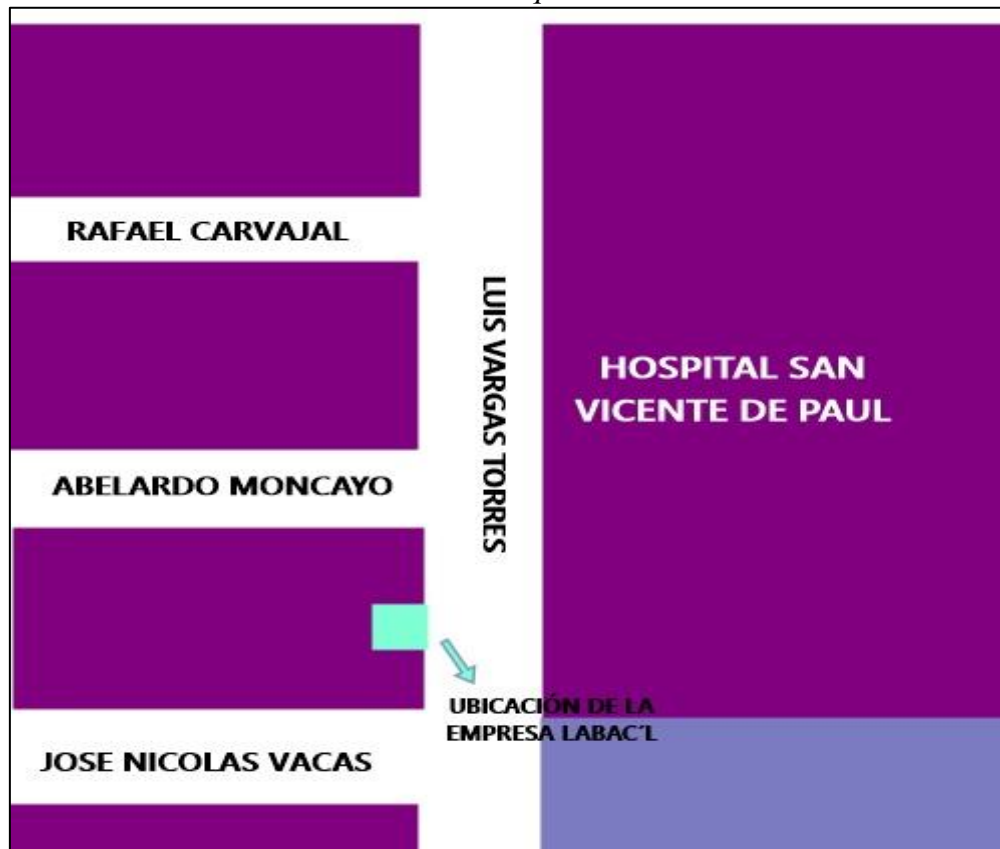 RAFAEL CARVAJAL
LUIS VARGAS TORRES
HOSPITAL SAN
VICENTE DE PAUL
ABELARDO MONCAYO
UBICACIÓN DE LA
EMPRESA LABAC´L
JOSE NICOLAS VACAS